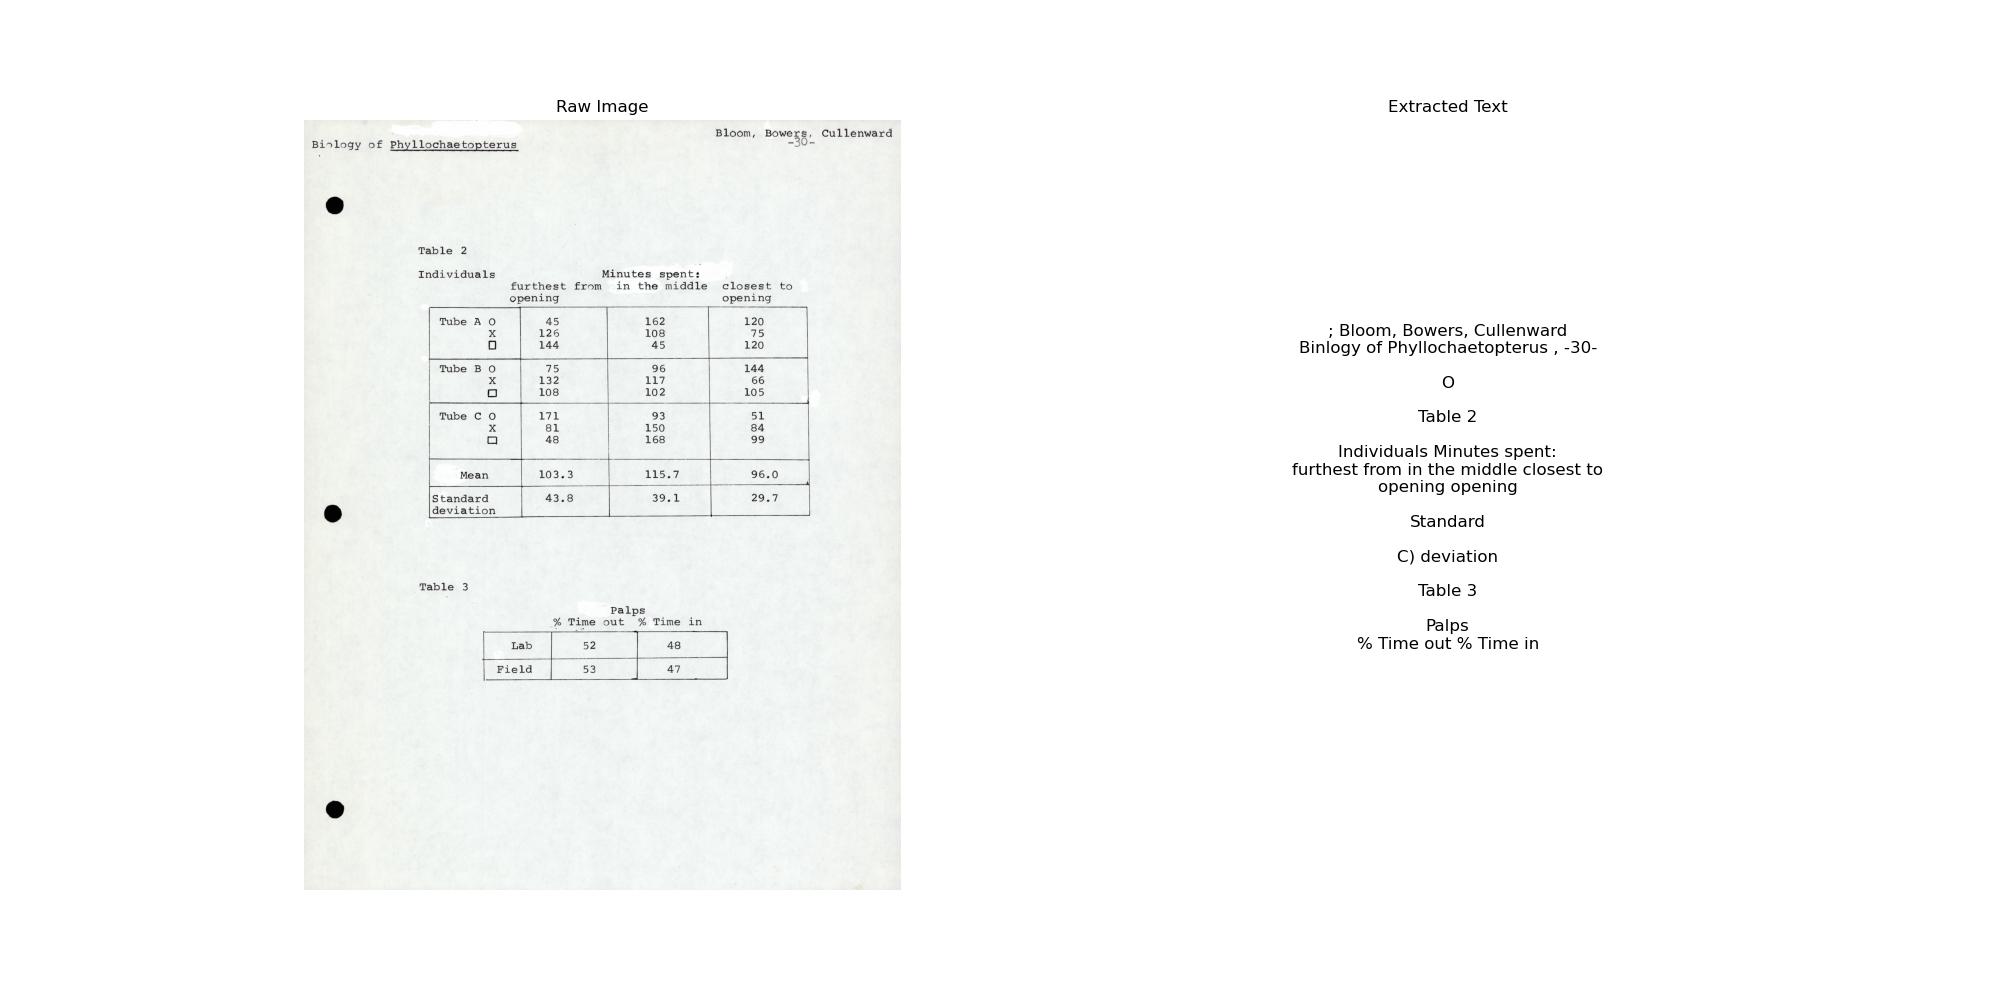 Raw Image
Bloom, Bowers, Cullenward
-30-
Biology of Phyllochaetopterus
Table 2
Individuals Minutes spent:
furthest from in the middle closest to
opening opening
Tube A O 45 162 120
X 126 108 75
□ 144 45 120
Tube B O 75 96 144
X 132 117 66
□ 108 102 105
Tube C O 171 93 51
X 81 150 84
□ 48 168 99
Mean 103.3 115.7 96.0
Standard 43.8 39.1 29.7
deviation
Table 3
Palps
% Time out % Time in
Lab 52 48
Field 53 47
Extracted Text
; Bloom, Bowers, Cullenward
Binlogy of Phyllochaetopterus , -30-
O
Table 2
Individuals Minutes spent:
furthest from in the middle closest to
opening opening
Standard
C) deviation
Table 3
Palps
% Time out % Time in